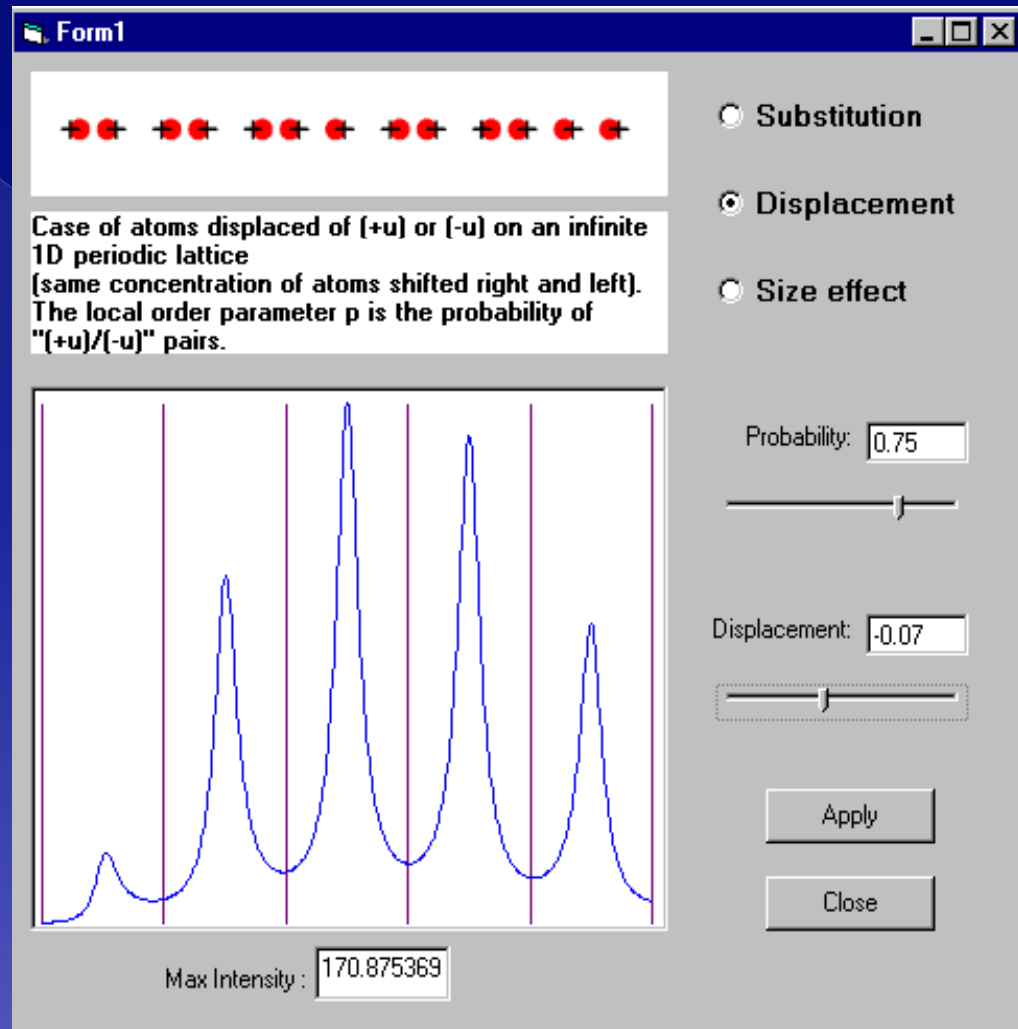 Form1
Substitution
Displacement
Size effect
Case of atoms displaced of (+u) or (-u) on an infinite
1D periodic lattice
(same concentration of atoms shifted right and left).
The local order parameter p is the probability of
"(+u)/(-u)" pairs.
Probability: 0.75
Displacement: -0.07
Apply
Close
Max Intensity : 170.875369